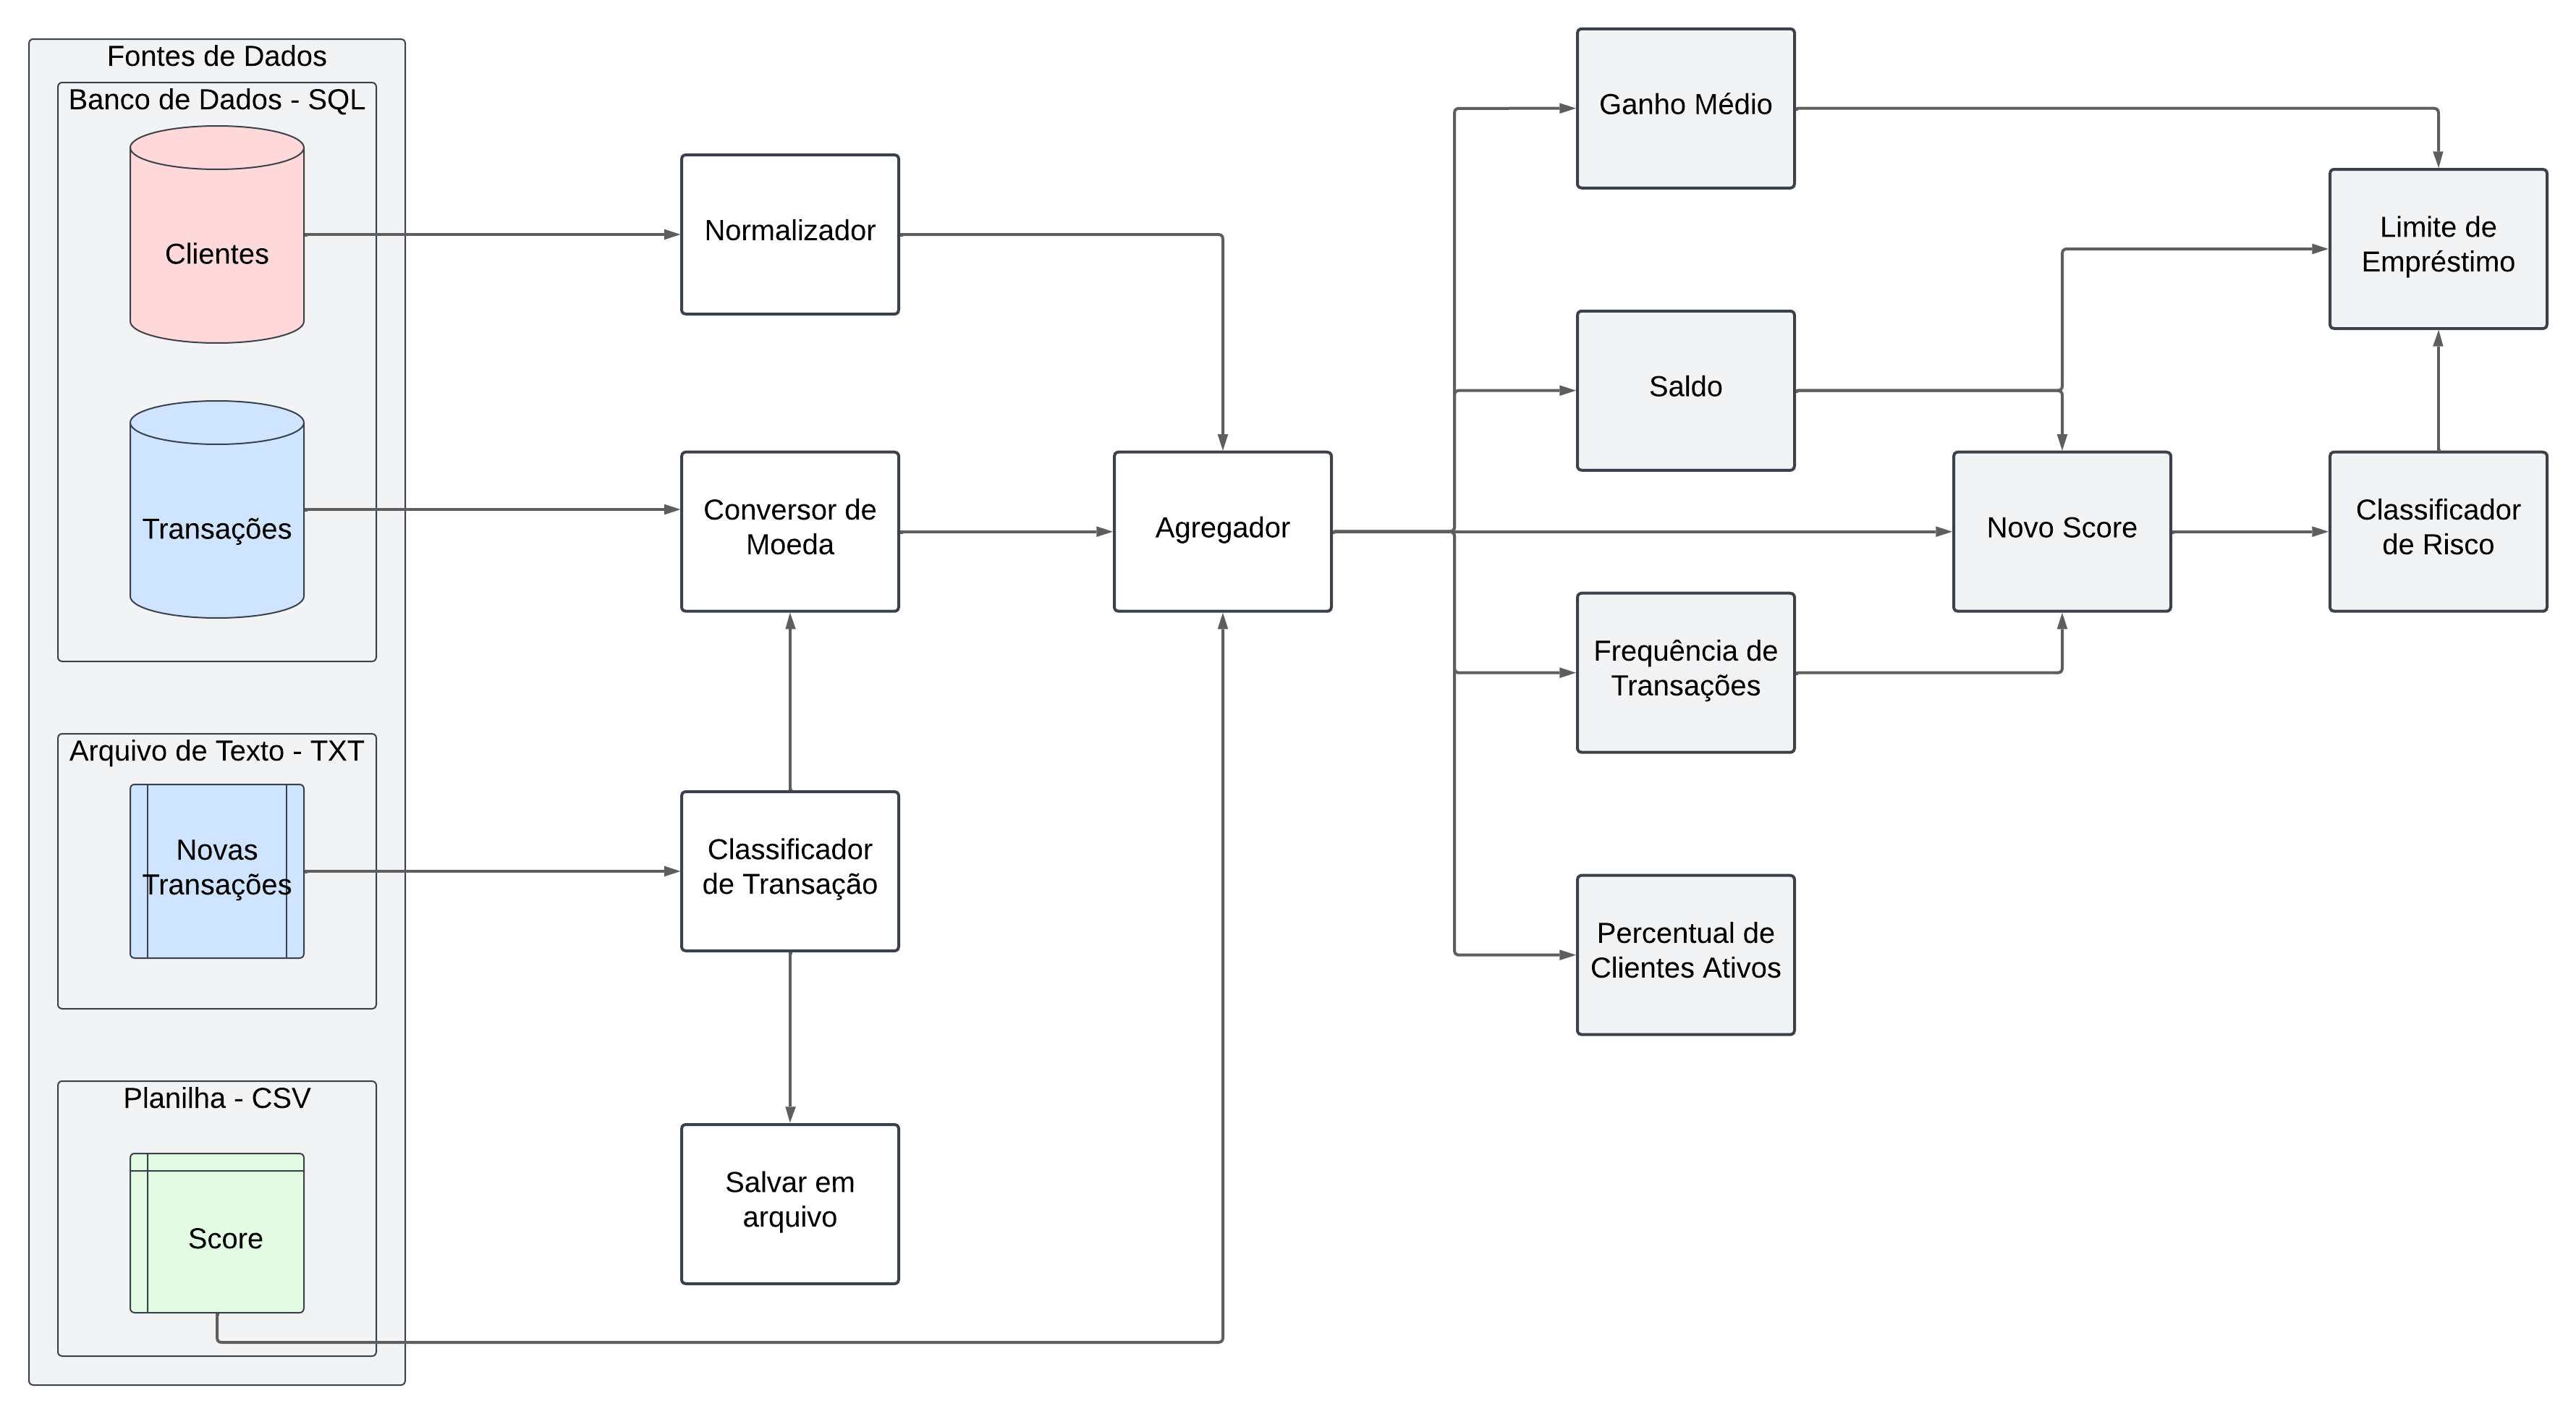 Fontes de Dados
Banco de Dados - SQL
Clientes
Transações
Arquivo de Texto - TXT
Novas
Transações
Planilha - CSV
Score
Normalizador
Conversor de
Moeda
Classificador
de Transação
Salvar em
arquivo
Agregador
Ganho Médio
Saldo
Frequência de
Transações
Percentual de
Clientes Ativos
Novo Score
Limite de
Empréstimo
Classificador
de Risco